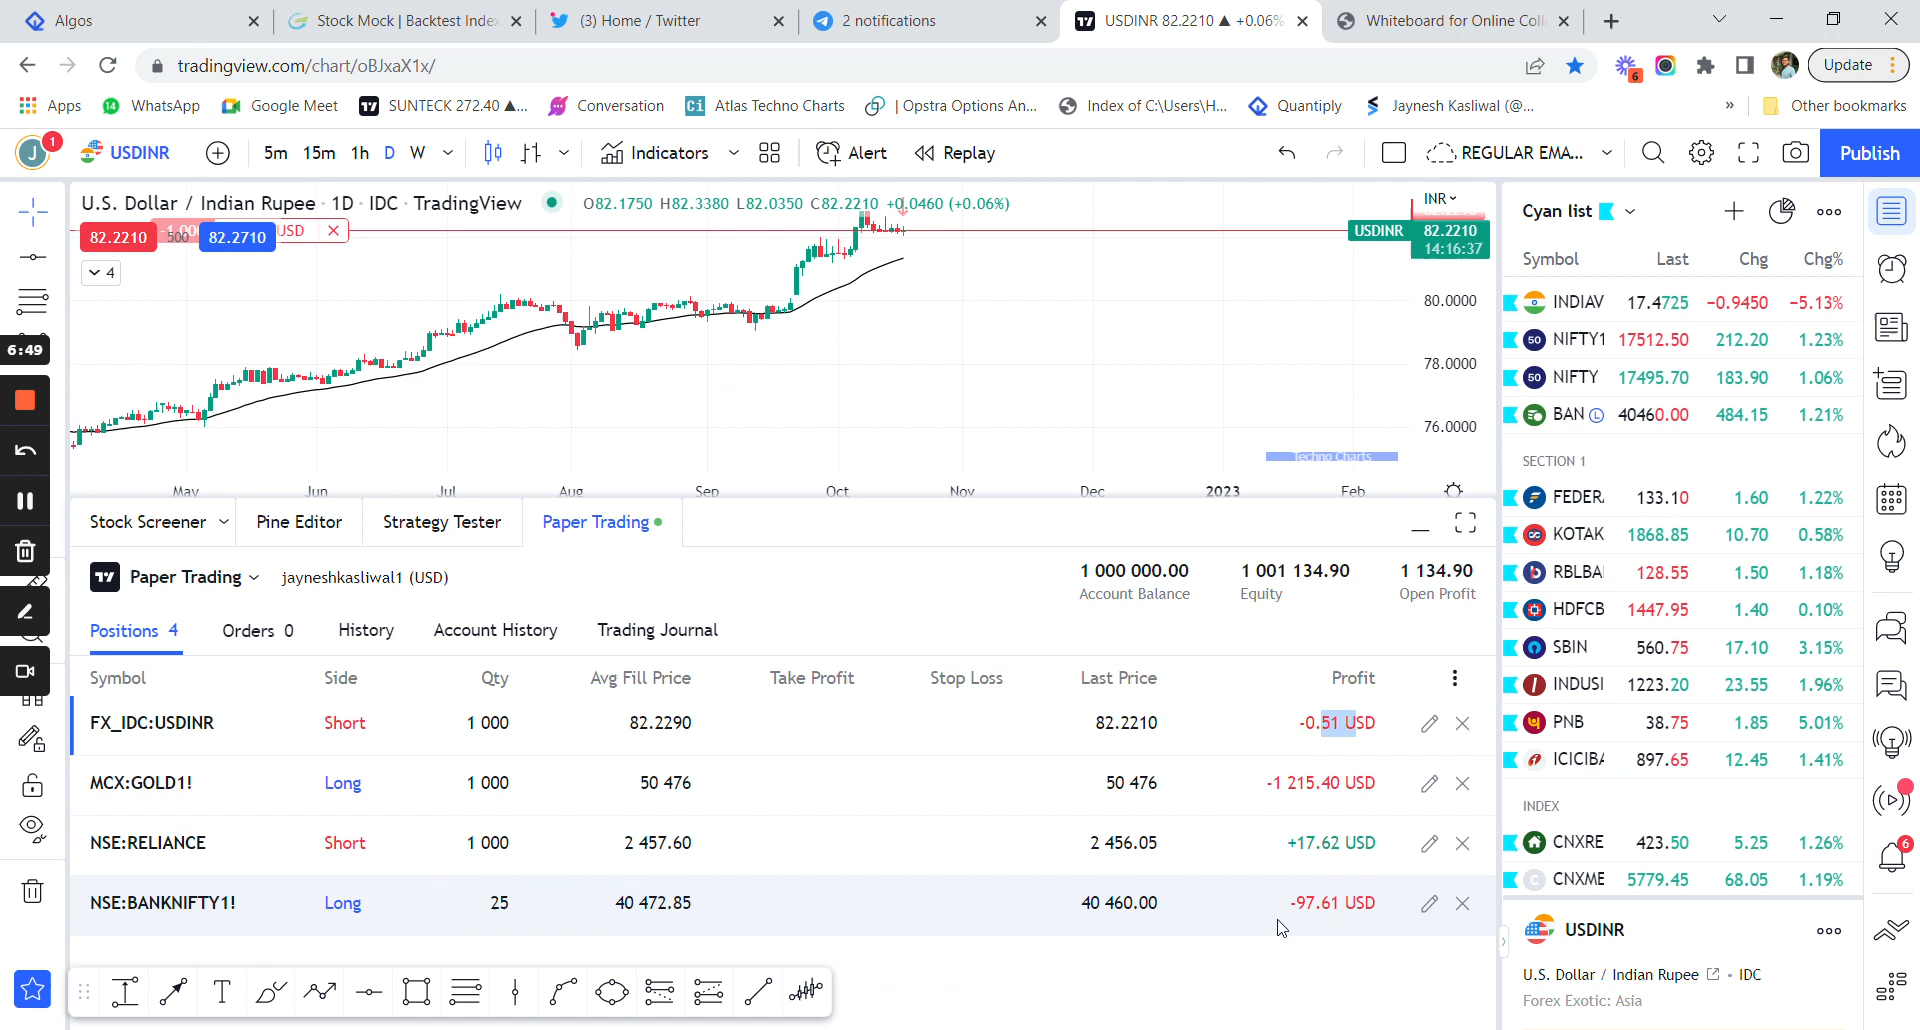 Algos
Stock Mock | Backtest Index
(3) Home / Twitter
2 notifications
USDINR 82.2210 ▲ +0.06%
Whiteboard for Online Coll
tradingview.com/chart/oBJxaX1x/
6
Update
Apps
14
WhatsApp
Google Meet
SUNTECK 272.40 ▲...
Conversation
Ci Atlas Techno Charts
| Opstra Options An...
Index of C:\Users\H...
Quantiply
Jaynesh Kasliwal (@...
»
Other bookmarks
J
1
USDINR
5m
15m
1h
D
W
Indicators
Alert
Replay
REGULAR EMA...
Publish
U.S. Dollar / Indian Rupee · 1D · IDC · TradingView
O82.1750 H82.3380 L82.0350 C82.2210 +0.0460 (+0.06%)
82.2210
-1 000
500
82.2710
USD
4
INR
USDINR
82.2210
14:16:37
80.0000
78.0000
76.0000
Techno Charts
May
Jun
Jul
Aug
Sep
Oct
Nov
Dec
2023
Feb
6:49
Stock Screener
Pine Editor
Strategy Tester
Paper Trading
Paper Trading
jayneshkasliwal1 (USD)
1 000 000.00
Account Balance
1 001 134.90
Equity
1 134.90
Open Profit
Positions 4
Orders 0
History
Account History
Trading Journal
Symbol
Side
Qty
Avg Fill Price
Take Profit
Stop Loss
Last Price
Profit
FX_IDC:USDINR
Short
1 000
82.2290
82.2210
-0.51 USD
MCX:GOLD1!
Long
1 000
50 476
50 476
-1 215.40 USD
NSE:RELIANCE
Short
1 000
2 457.60
2 456.05
+17.62 USD
NSE:BANKNIFTY1!
Long
25
40 472.85
40 460.00
-97.61 USD
T
Cyan list
Symbol
Last
Chg
Chg%
INDIAV 17.4725 -0.9450 -5.13%
50 NIFTY1 17512.50 212.20 1.23%
50 NIFTY 17495.70 183.90 1.06%
BAN L 40460.00 484.15 1.21%
SECTION 1
FEDER 133.10 1.60 1.22%
KOTAK 1868.85 10.70 0.58%
RBLBA 128.55 1.50 1.18%
HDFCB 1447.95 1.40 0.10%
SBIN 560.75 17.10 3.15%
INDUSI 1223.20 23.55 1.96%
PNB 38.75 1.85 5.01%
ICICIBA 897.65 12.45 1.41%
INDEX
CNXRE 423.50 5.25 1.26%
C CNXME 5779.45 68.05 1.19%
6
USDINR
U.S. Dollar / Indian Rupee · IDC
Forex Exotic: Asia